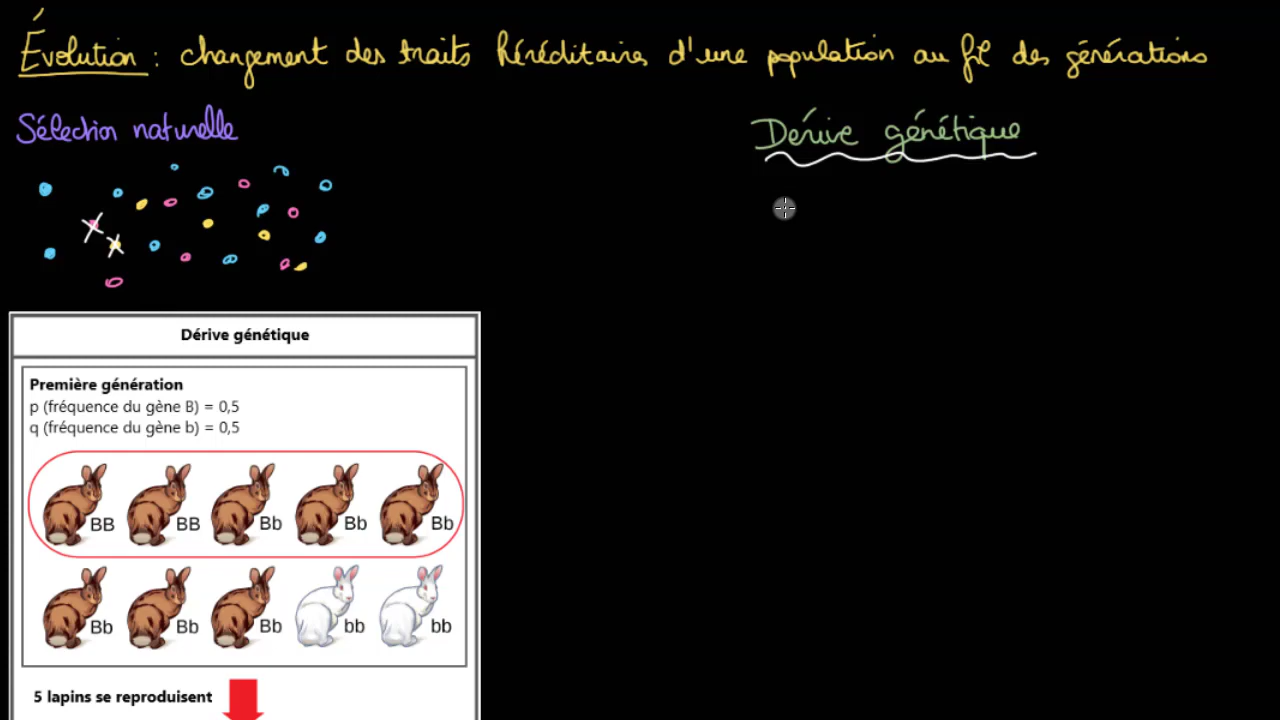 Évolution : changement des traits héréditaires d'une population au fil des générations
Sélection naturelle
Dérive génétique
Dérive génétique
Première génération
p (fréquence du gène B) = 0,5
q (fréquence du gène b) = 0,5
BB BB Bb Bb Bb
Bb Bb Bb bb bb
5 lapins se reproduisent